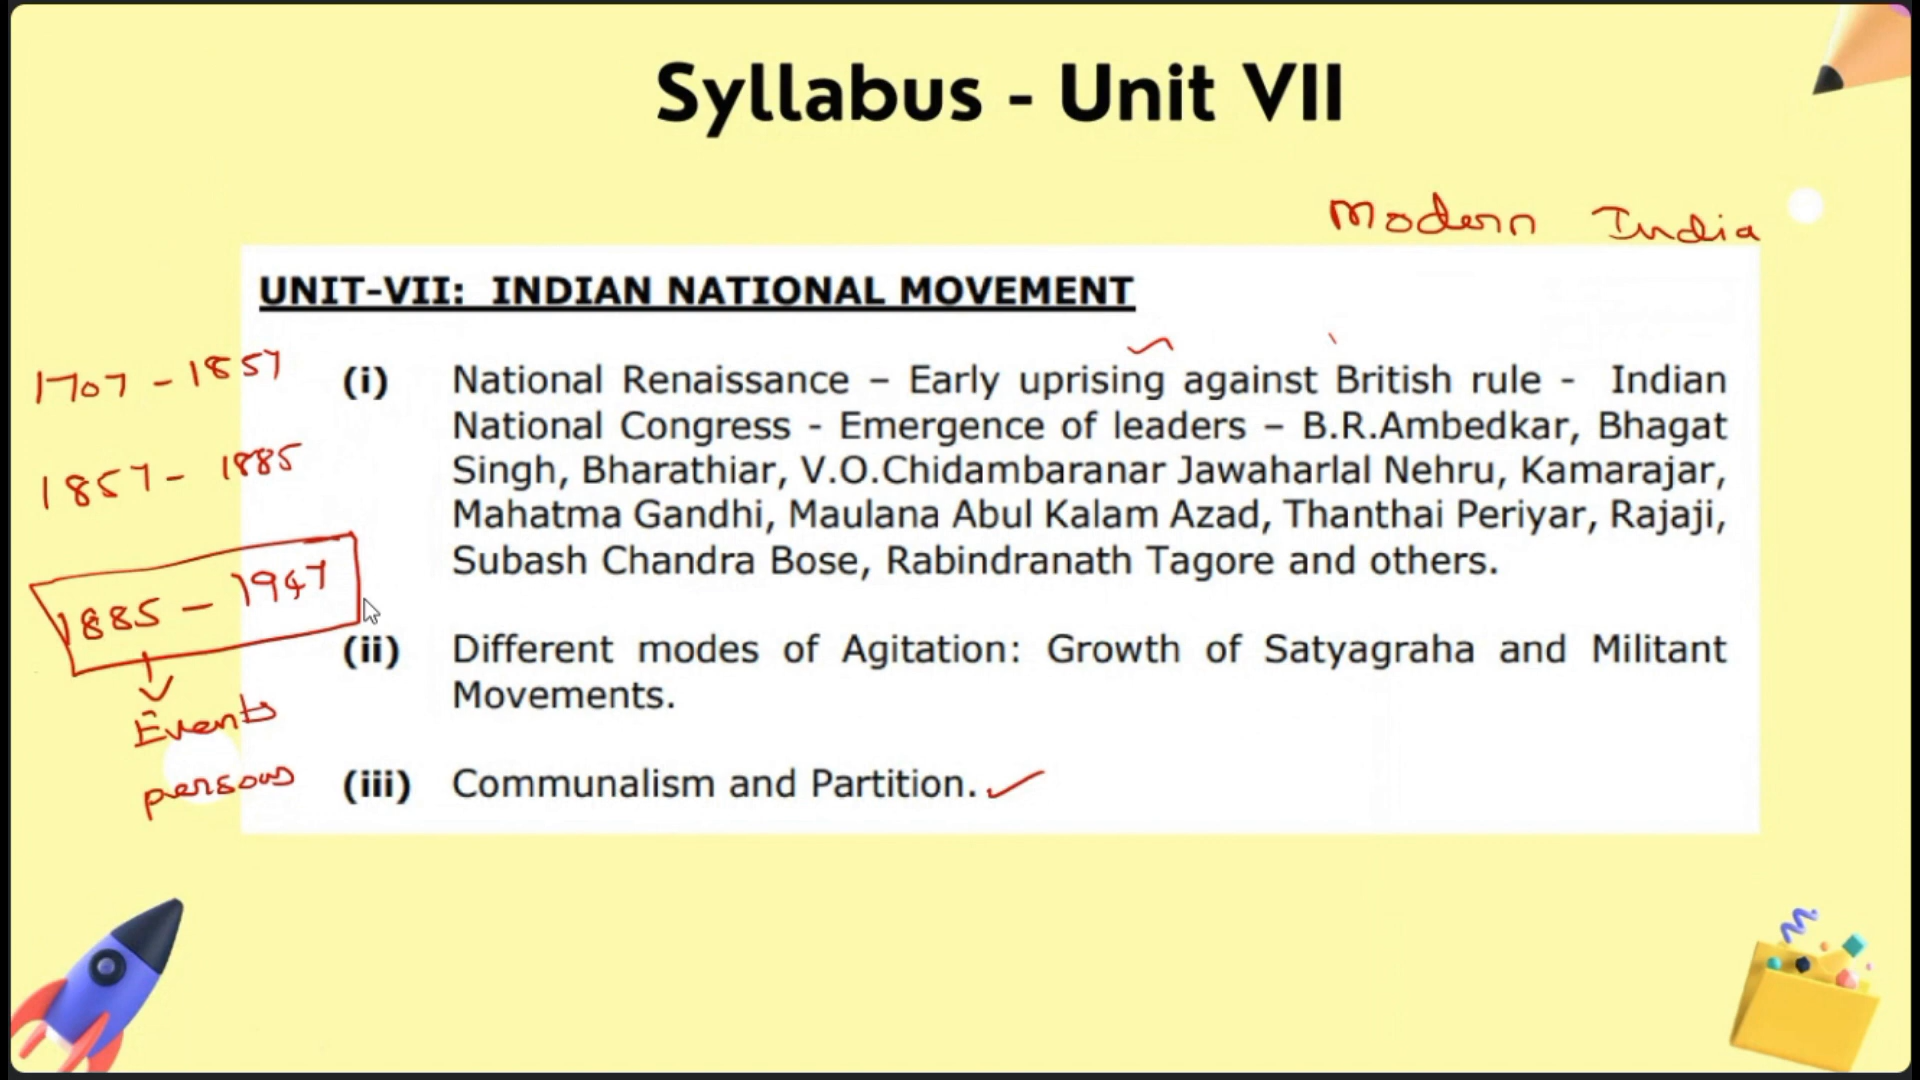 Syllabus - Unit VII
Modern India
UNIT-VII: INDIAN NATIONAL MOVEMENT
1707 - 1857
(i) National Renaissance – Early uprising against British rule - Indian
National Congress - Emergence of leaders – B.R.Ambedkar, Bhagat
1857 - 1885
Singh, Bharathiar, V.O.Chidambaranar Jawaharlal Nehru, Kamarajar,
Mahatma Gandhi, Maulana Abul Kalam Azad, Thanthai Periyar, Rajaji,
Subash Chandra Bose, Rabindranath Tagore and others.
1885 - 1947
(ii) Different modes of Agitation: Growth of Satyagraha and Militant
Movements.
Events
persons
(iii) Communalism and Partition.